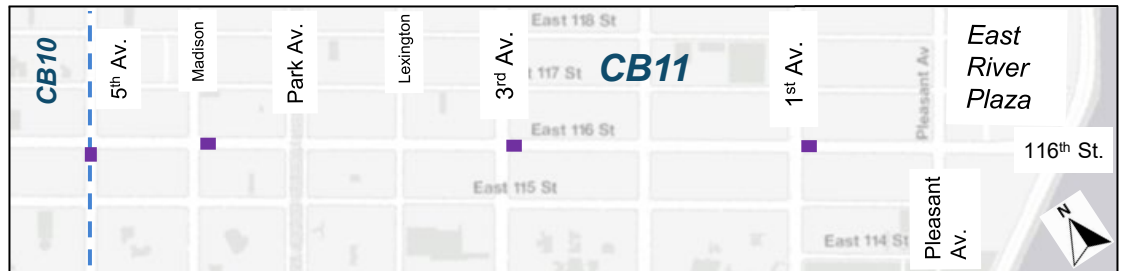 East 118 St
CB10
5th Av.
Madison
Park Av.
Lexington
3rd Av.
t 117 St
CB11
1st Av.
Pleasant Av
East
River
Plaza
East 116 St
116th St.
East 115 St
East 114 St
Pleasant
Av.
N